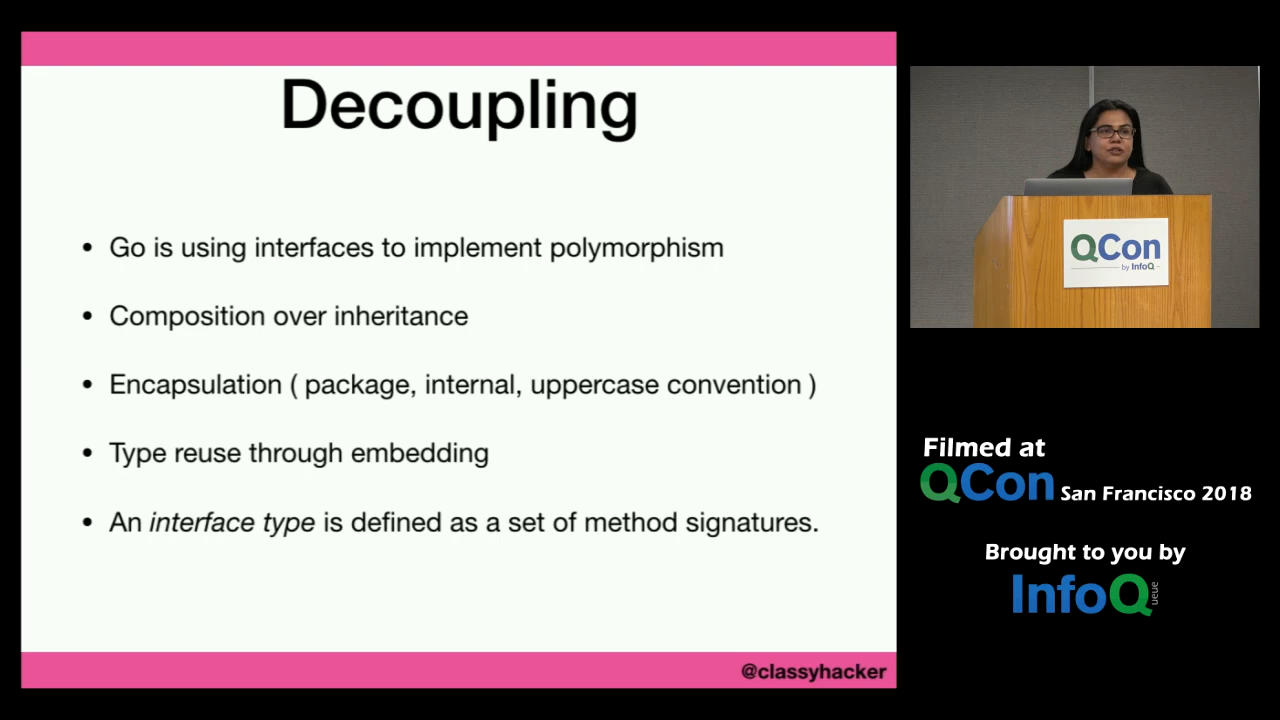 Decoupling
• Go is using interfaces to implement polymorphism
• Composition over inheritance
• Encapsulation ( package, internal, uppercase convention )
• Type reuse through embedding
• An interface type is defined as a set of method signatures.
@classyhacker
QCon
by InfoQ
Filmed at
QCon San Francisco 2018
Brought to you by
InfoQueue